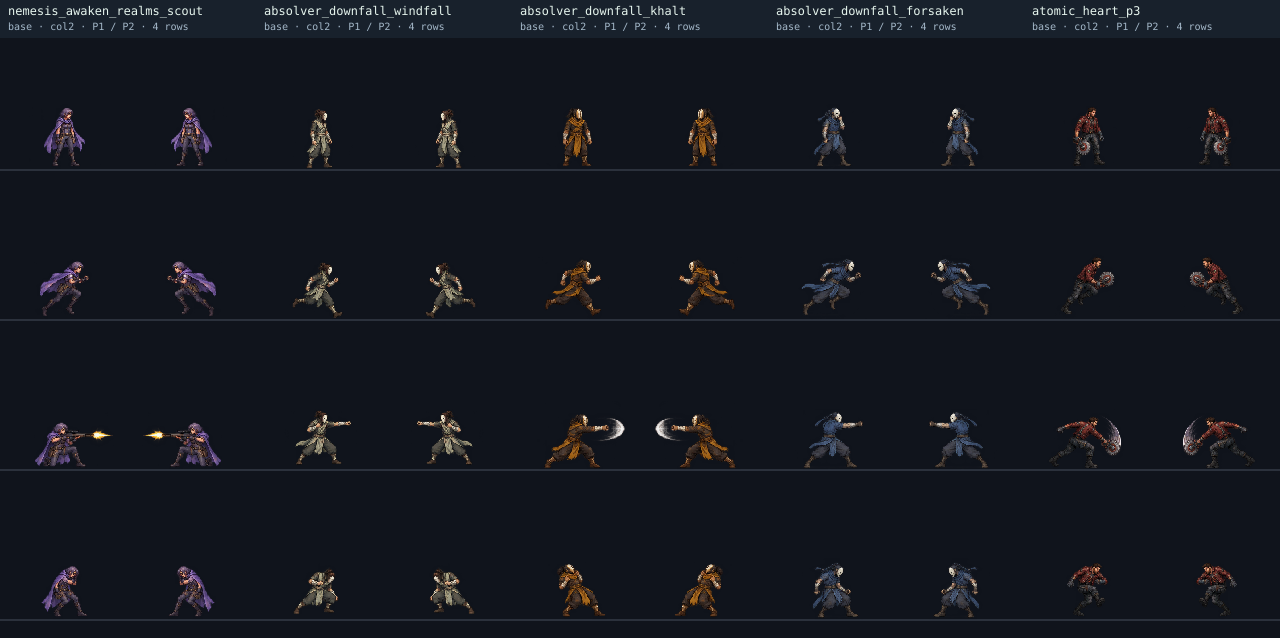 nemesis_awaken_realms_scout
base · col2 · P1 / P2 · 4 rows
absolver_downfall_windfall
base · col2 · P1 / P2 · 4 rows
absolver_downfall_khalt
base · col2 · P1 / P2 · 4 rows
absolver_downfall_forsaken
base · col2 · P1 / P2 · 4 rows
atomic_heart_p3
base · col2 · P1 / P2 · 4 rows